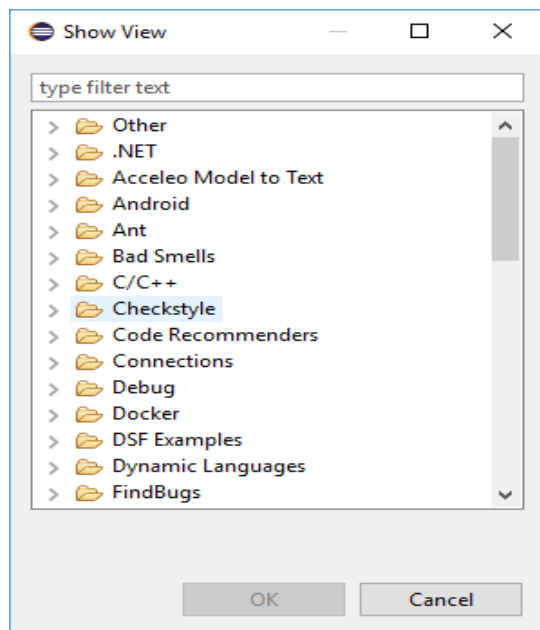 Show View
type filter text
Other
.NET
Acceleo Model to Text
Android
Ant
Bad Smells
C/C++
Checkstyle
Code Recommenders
Connections
Debug
Docker
DSF Examples
Dynamic Languages
FindBugs
OK
Cancel